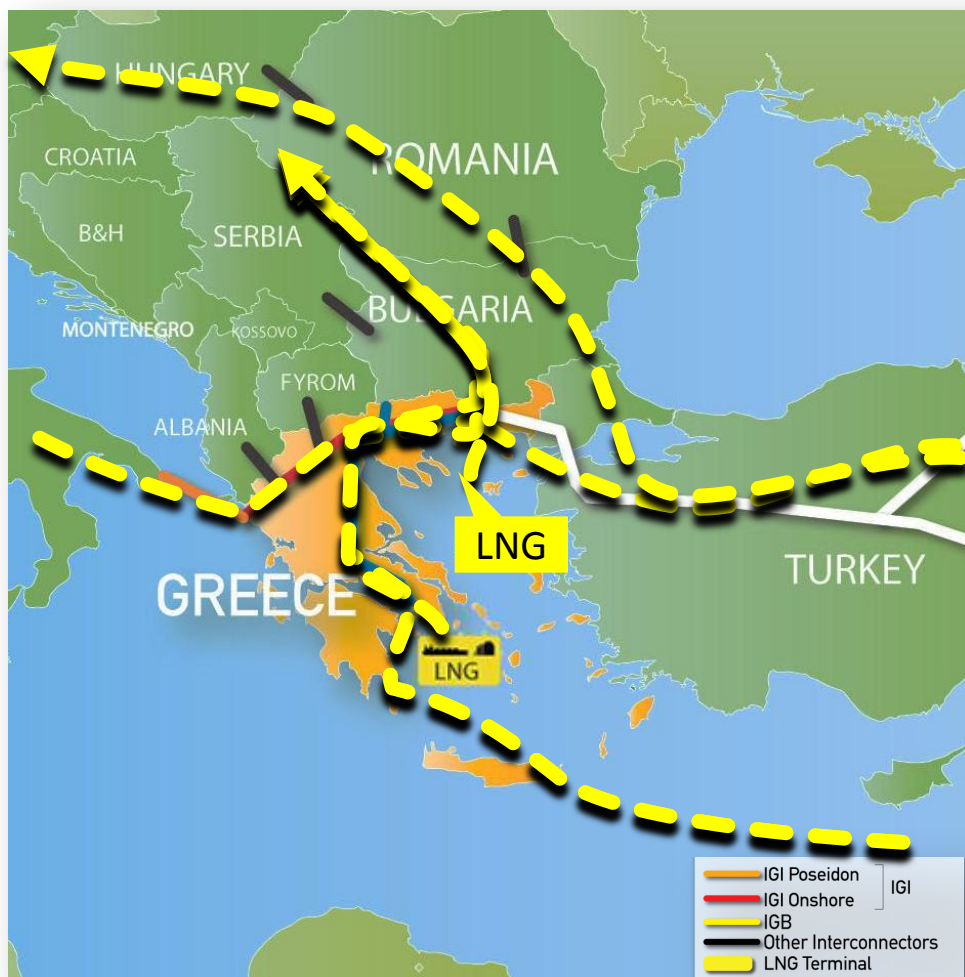 HUNGARY
CROATIA
ROMANIA
B&H
SERBIA
BULGARIA
MONTENEGRO
KOSSOVO
FYROM
ALBANIA
LNG
TURKEY
GREECE
LNG
IGI Poseidon
IGI
IGI Onshore
IGB
Other Interconnectors
LNG Terminal